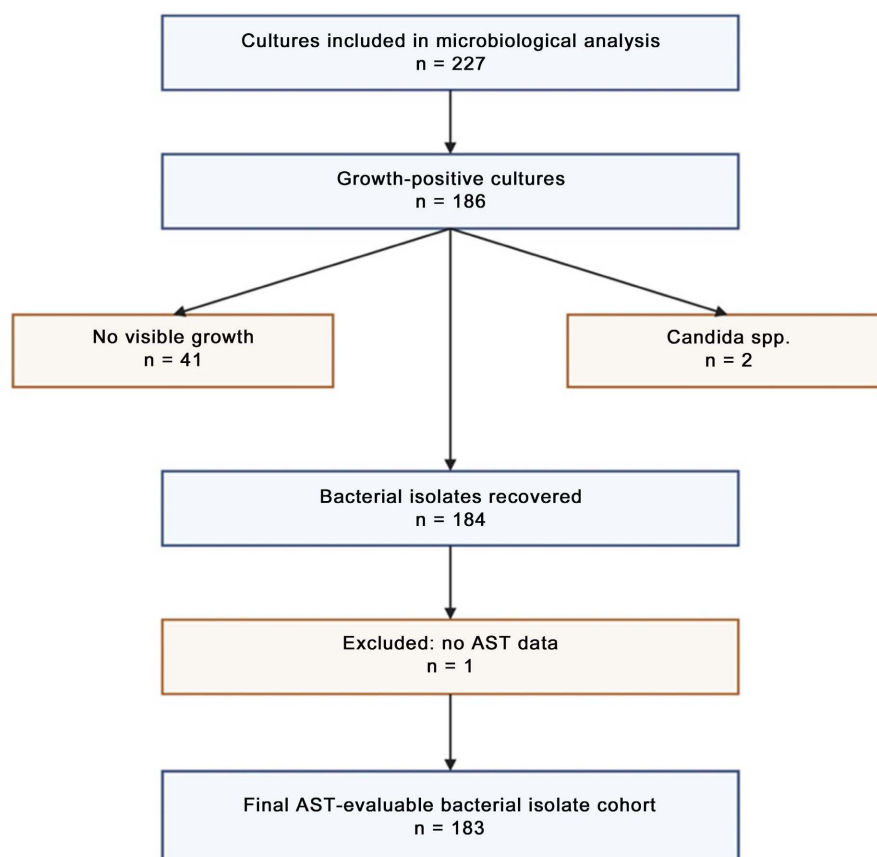 Cultures included in microbiological analysis
n = 227
Growth-positive cultures
n = 186
No visible growth
n = 41
Candida spp.
n = 2
Bacterial isolates recovered
n = 184
Excluded: no AST data
n = 1
Final AST-evaluable bacterial isolate cohort
n = 183